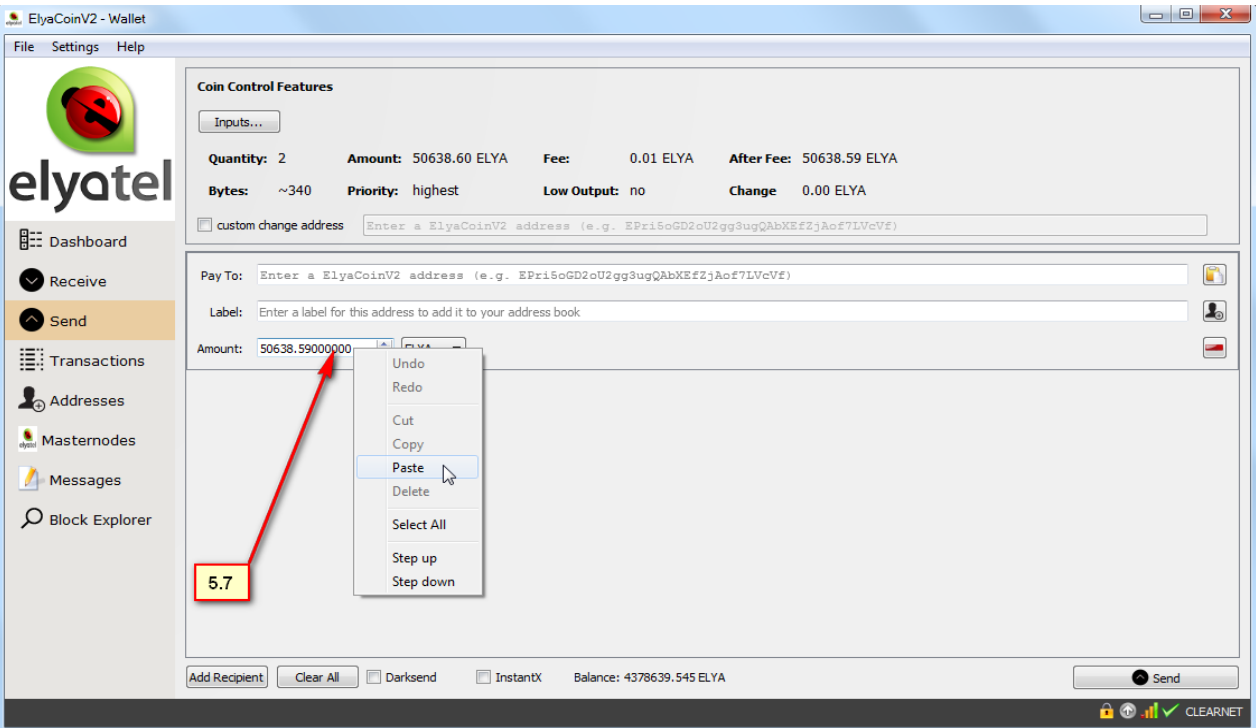 ElyaCoinV2 - Wallet
File Settings Help
elyatel
Dashboard
Receive
Send
Transactions
Addresses
Masternodes
Messages
Block Explorer
Coin Control Features
Inputs...
Quantity: 2 Amount: 50638.60 ELYA Fee: 0.01 ELYA After Fee: 50638.59 ELYA
Bytes: ~340 Priority: highest Low Output: no Change 0.00 ELYA
custom change address Enter a ElyaCoinV2 address (e.g. EPri5oGD2oU2gg3ugQAbXEfZjAof7LVcVf)
Pay To: Enter a ElyaCoinV2 address (e.g. EPri5oGD2oU2gg3ugQAbXEfZjAof7LVcVf)
Label: Enter a label for this address to add it to your address book
Amount: 50638.59000000 ELYA
Undo
Redo
Cut
Copy
Paste
Delete
Select All
Step up
Step down
5.7
Add Recipient Clear All Darksend InstantX Balance: 4378639.545 ELYA Send
CLEARNET